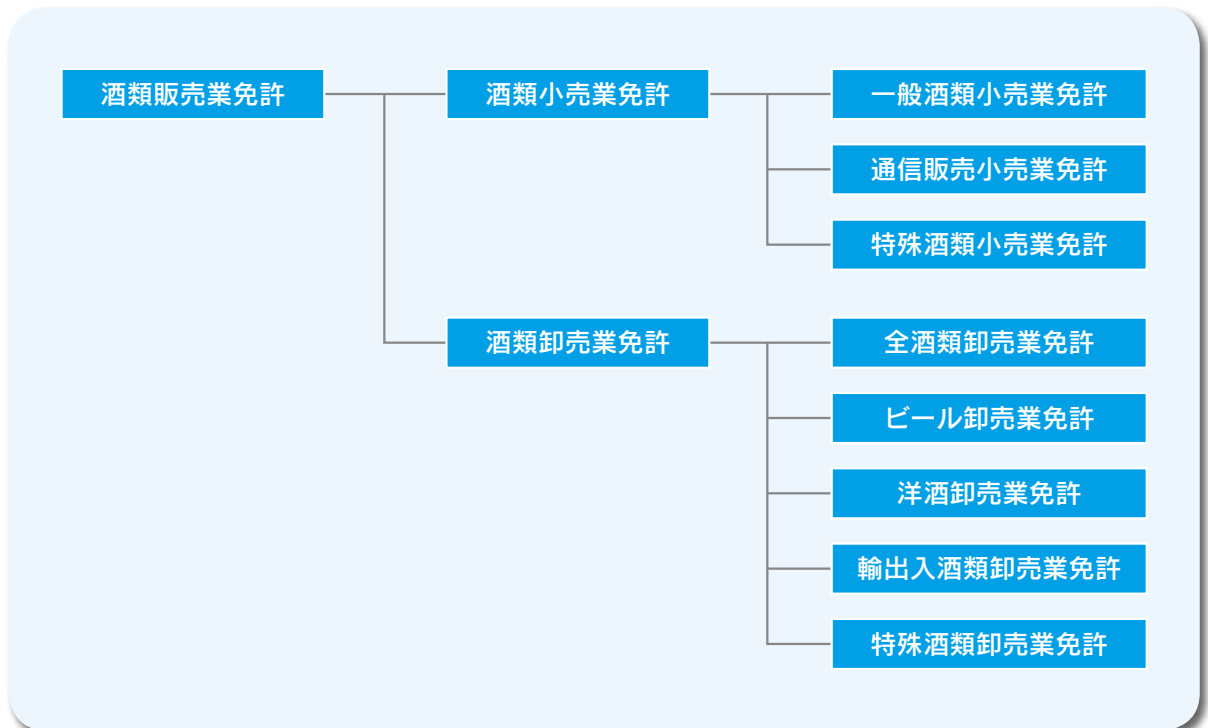 酒類販売業免許
酒類小売業免許
一般酒類小売業免許
通信販売小売業免許
特殊酒類小売業免許
酒類卸売業免許
全酒類卸売業免許
ビール卸売業免許
洋酒卸売業免許
輸出入酒類卸売業免許
特殊酒類卸売業免許